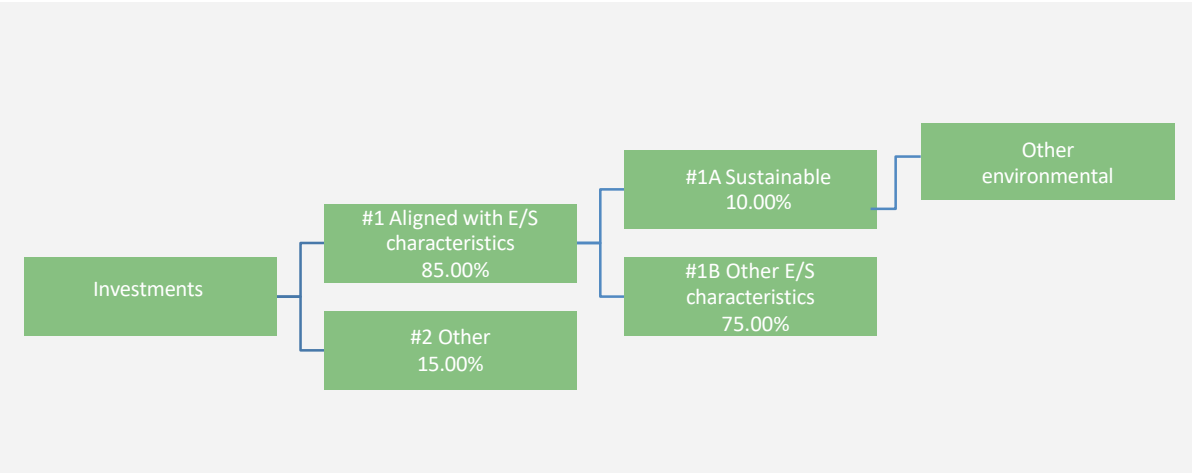 Investments
#1 Aligned with E/S
characteristics
85.00%
#2 Other
15.00%
#1A Sustainable
10.00%
#1B Other E/S
characteristics
75.00%
Other
environmental